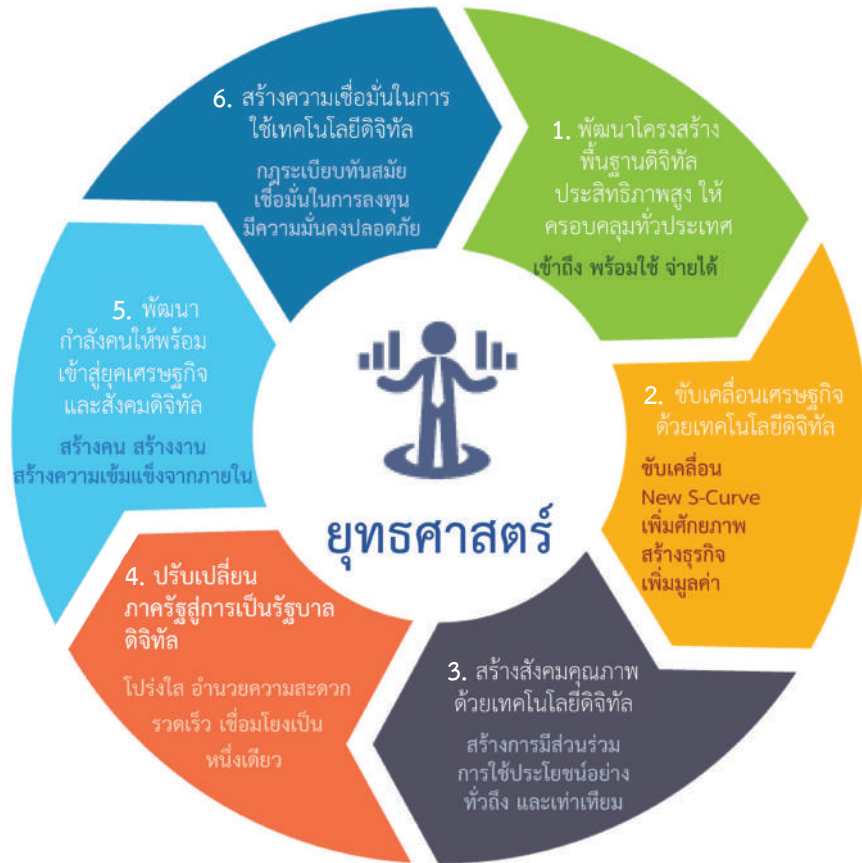 1. พัฒนาโครงสร้าง
พื้นฐานดิจิทัล
ประสิทธิภาพสูง ให้
ครอบคลุมทั่วประเทศ
เข้าถึง พร้อมใช้ จ่ายได้
2. ขับเคลื่อนเศรษฐกิจ
ด้วยเทคโนโลยีดิจิทัล
ขับเคลื่อน
New S-Curve
เพิ่มศักยภาพ
สร้างธุรกิจ
เพิ่มมูลค่า
3. สร้างสังคมคุณภาพ
ด้วยเทคโนโลยีดิจิทัล
สร้างการมีส่วนร่วม
การใช้ประโยชน์อย่าง
ทั่วถึง และเท่าเทียม
4. ปรับเปลี่ยน
ภาครัฐสู่การเป็นรัฐบาล
ดิจิทัล
โปร่งใส อำนวยความสะดวก
รวดเร็ว เชื่อมโยงเป็น
หนึ่งเดียว
5. พัฒนา
กำลังคนให้พร้อม
เข้าสู่ยุคเศรษฐกิจ
และสังคมดิจิทัล
สร้างคน สร้างงาน
สร้างความเข้มแข็งจากภายใน
6. สร้างความเชื่อมั่นในการ
ใช้เทคโนโลยีดิจิทัล
กฎระเบียบทันสมัย
เชื่อมั่นในการลงทุน
มีความมั่นคงปลอดภัย
ยุทธศาสตร์